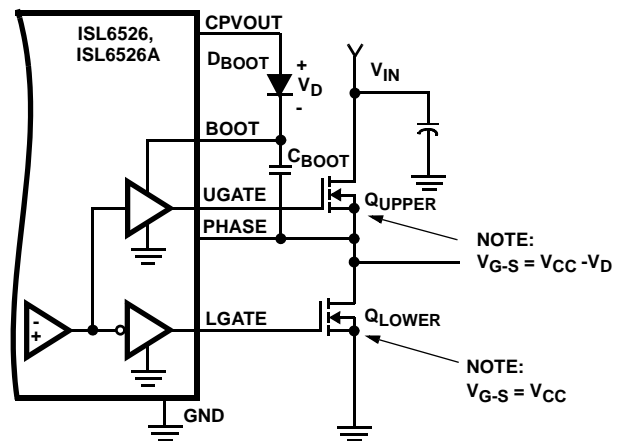 ISL6526,
ISL6526A
CPVOUT
DBOOT
+
VD
-
VIN
BOOT
CBOOT
UGATE
QUPPER
PHASE
NOTE:
VG-S = VCC -VD
-
+
LGATE
QLOWER
NOTE:
VG-S = VCC
GND